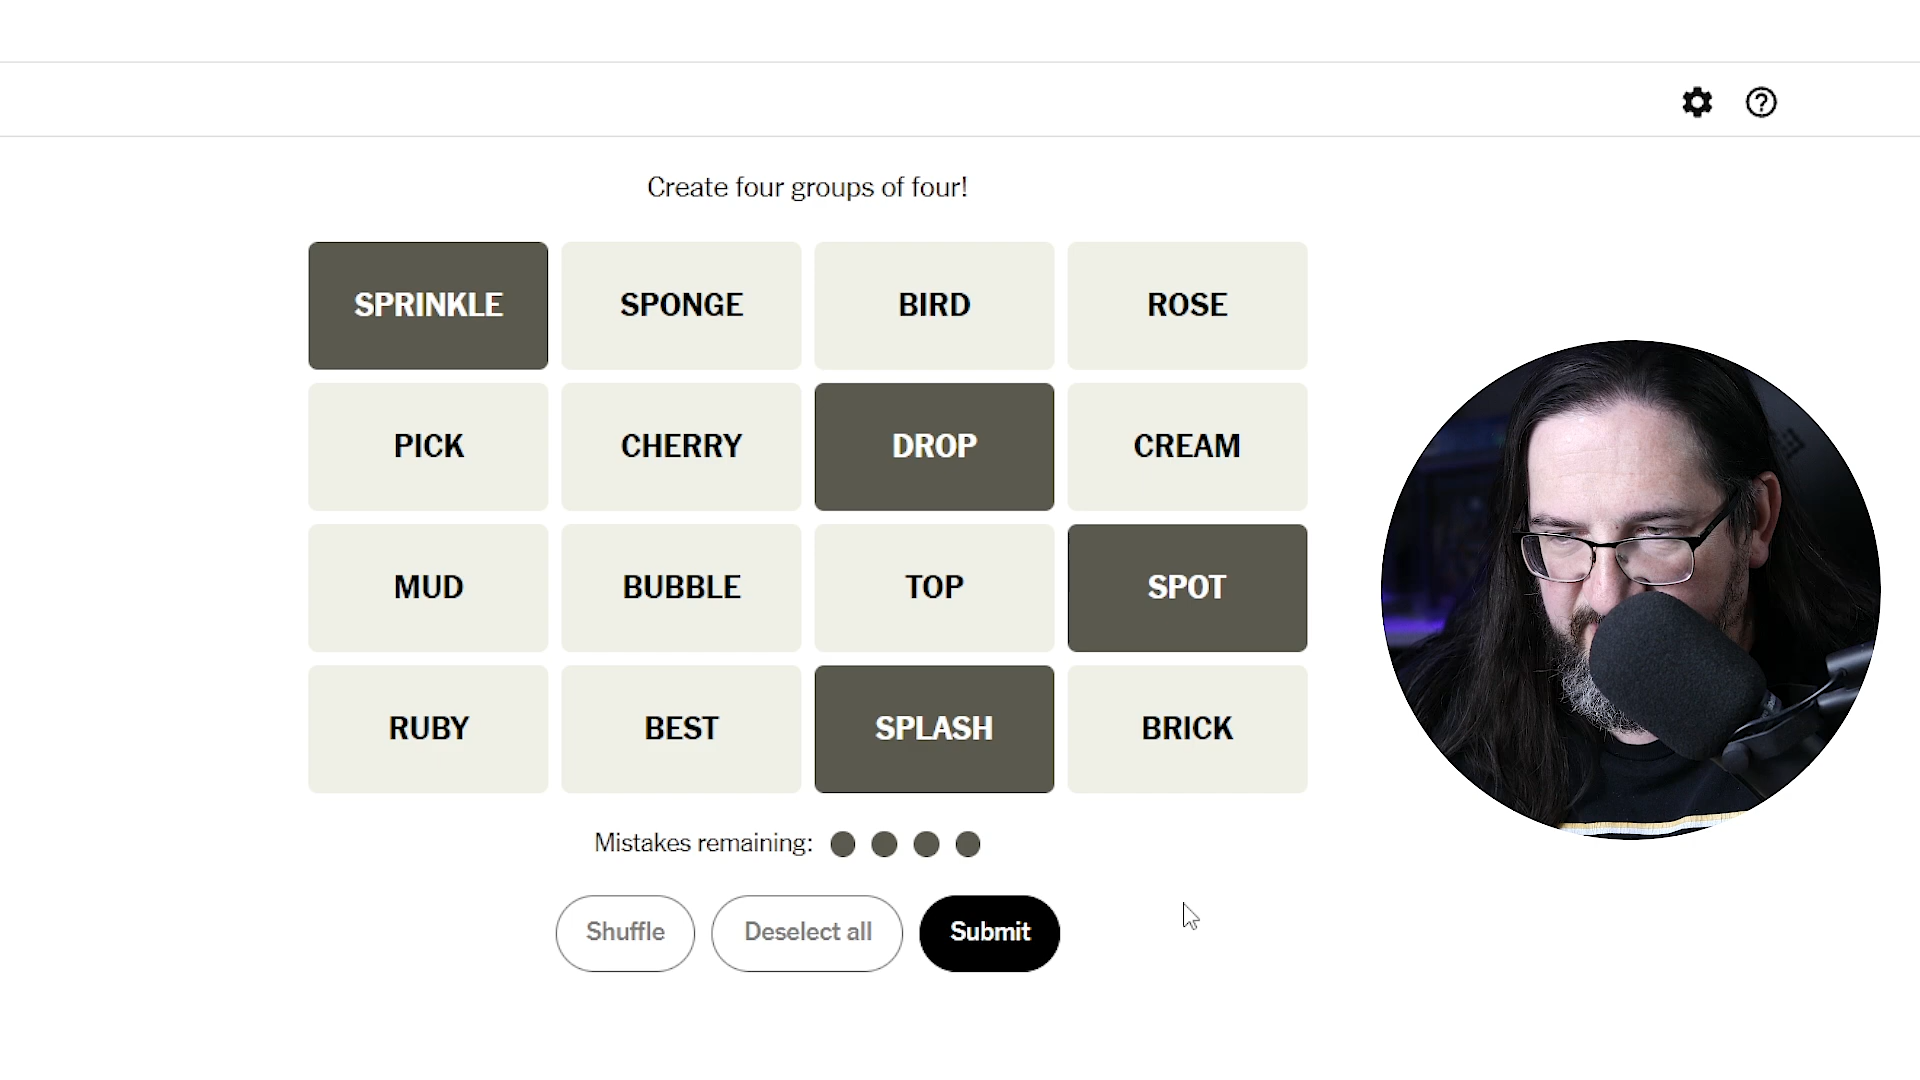 Create four groups of four!
SPRINKLE SPONGE BIRD ROSE
PICK CHERRY DROP CREAM
MUD BUBBLE TOP SPOT
RUBY BEST SPLASH BRICK
Mistakes remaining:
Shuffle Deselect all Submit